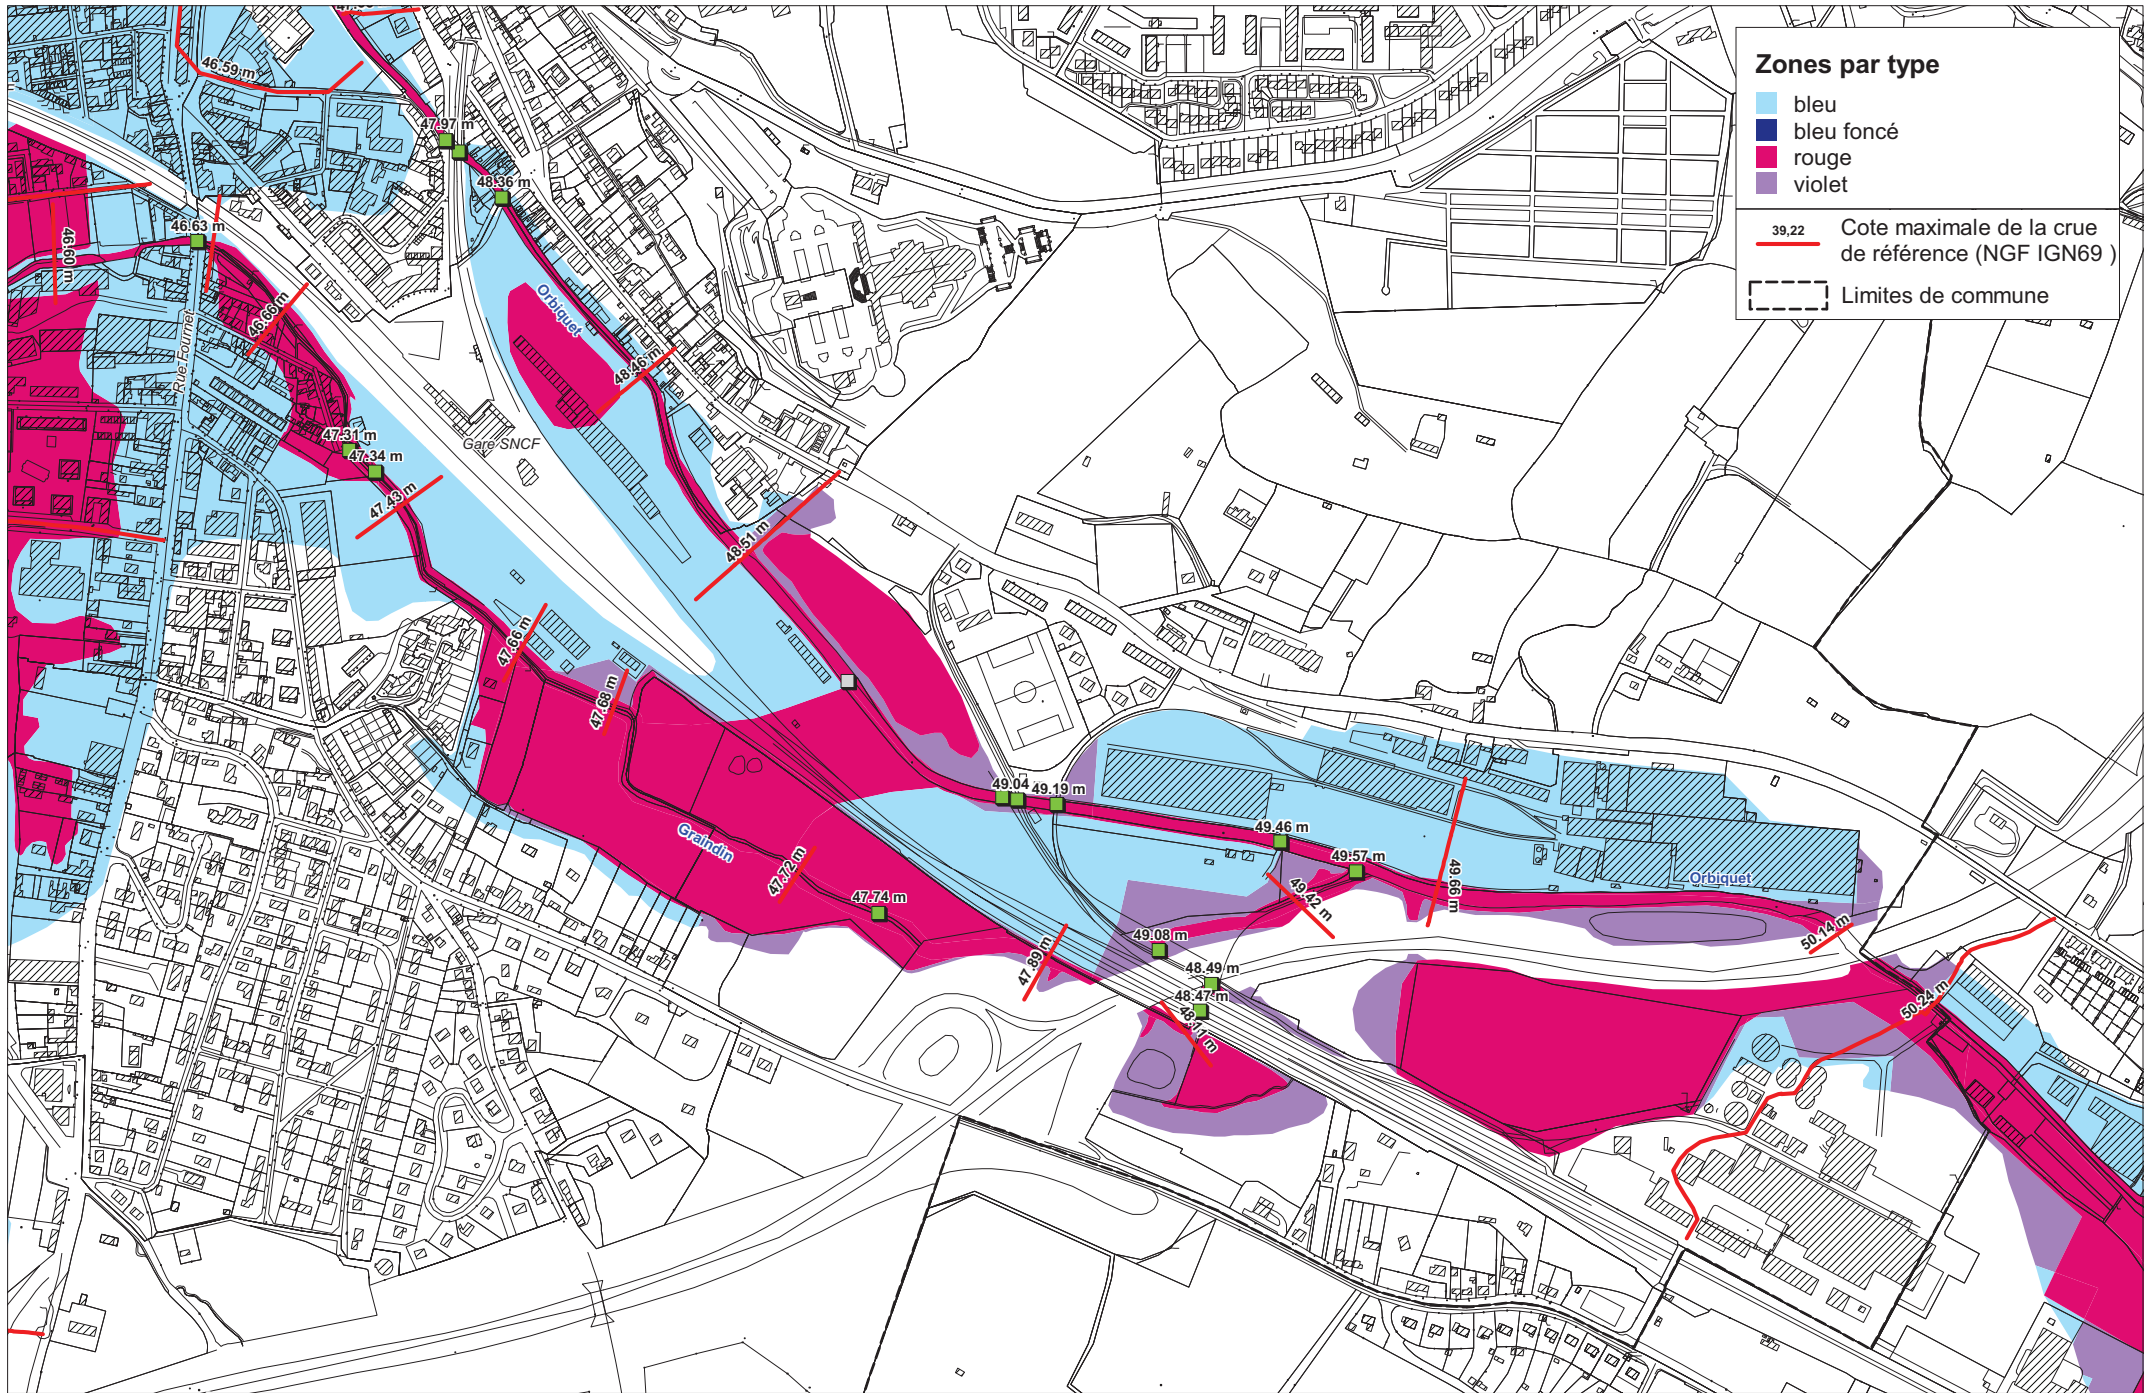 46.59 m
47.97 m
48.36 m
46.63 m
46.60 m
46.66 m
Rue Fournet
Orbiquet
48.46 m
Gare SNCF
47.31 m
47.34 m
47.43 m
48.51 m
47.66 m
47.68 m
Graindin
47.72 m
47.74 m
47.89 m
49.04
49.19 m
49.46 m
49.57 m
49.42 m
49.66 m
Orbiquet
49.08 m
48.49 m
48.47 m
48.11 m
50.14 m
50.24 m
Zones par type
bleu
bleu foncé
rouge
violet
39,22
Cote maximale de la crue
de référence (NGF IGN69 )
Limites de commune